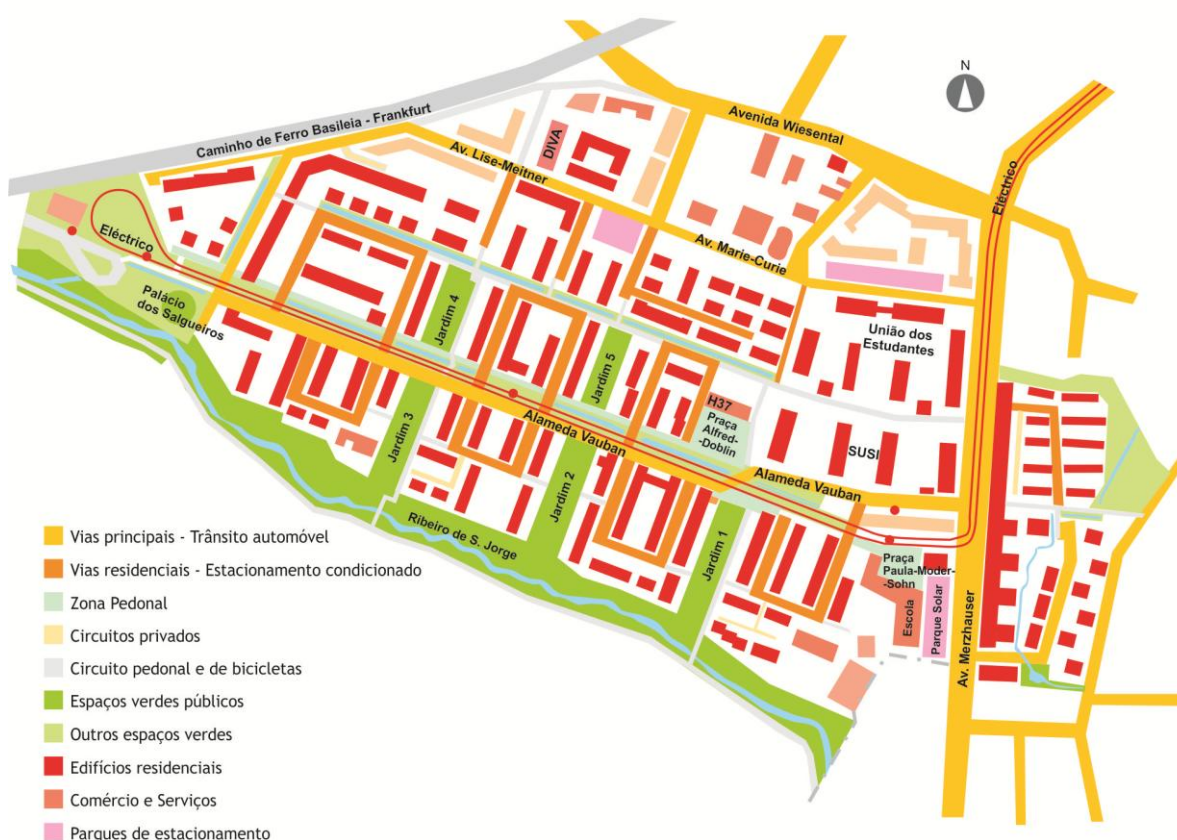 N
Caminho de Ferro Basileia - Frankfurt
Avenida Wiesental
DIVA
Av. Lise-Meitner
Eléctrico
Av. Marie-Curie
Eléctrico
Palácio
dos Salgueiros
Jardim 4
União dos
Estudantes
Jardim 5
H37
Praça
Alfred-
-Doblin
Jardim 3
Alameda Vauban
SUSI
Alameda Vauban
Jardim 2
Ribeiro de S. Jorge
Jardim 1
Praça
Paula-Moder-
-Sohn
Escola
Parque Solar
Av. Merzhauser
Vias principais - Trânsito automóvel
Vias residenciais - Estacionamento condicionado
Zona Pedonal
Circuitos privados
Circuito pedonal e de bicicletas
Espaços verdes públicos
Outros espaços verdes
Edifícios residenciais
Comércio e Serviços
Parques de estacionamento